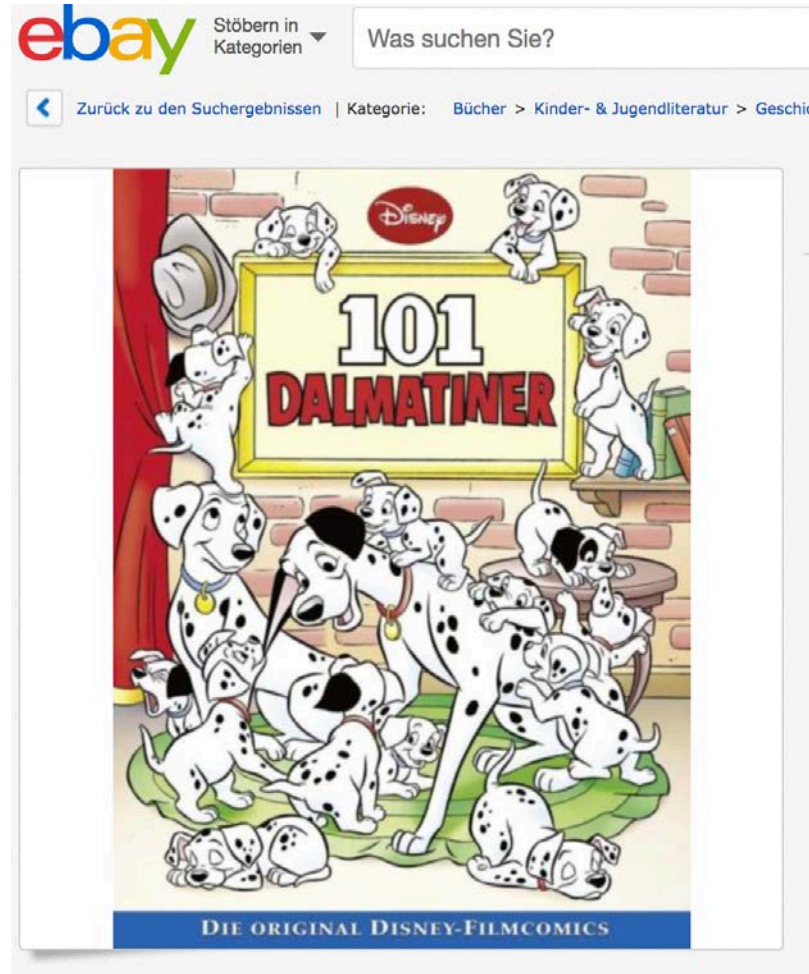 ebay
Stöbern in
Kategorien
Was suchen Sie?
Zurück zu den Suchergebnissen | Kategorie: Bücher > Kinder- & Jugendliteratur > Geschic
Disney
101
DALMATINER
DIE ORIGINAL DISNEY-FILMCOMICS